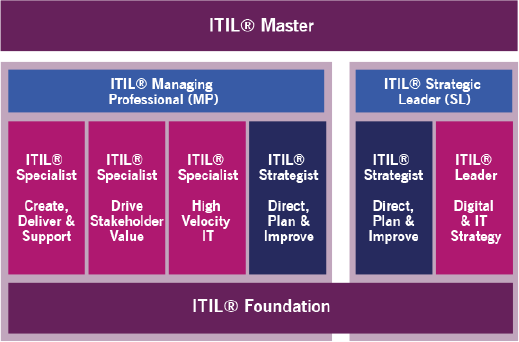 ITIL® Master
ITIL® Managing
Professional (MP)
ITIL® Strategic
Leader (SL)
ITIL®
Specialist
Create,
Deliver &
Support
ITIL®
Specialist
Drive
Stakeholder
Value
ITIL®
Specialist
High
Velocity
IT
ITIL®
Strategist
Direct,
Plan &
Improve
ITIL®
Strategist
Direct,
Plan &
Improve
ITIL®
Leader
Digital
& IT
Strategy
ITIL® Foundation